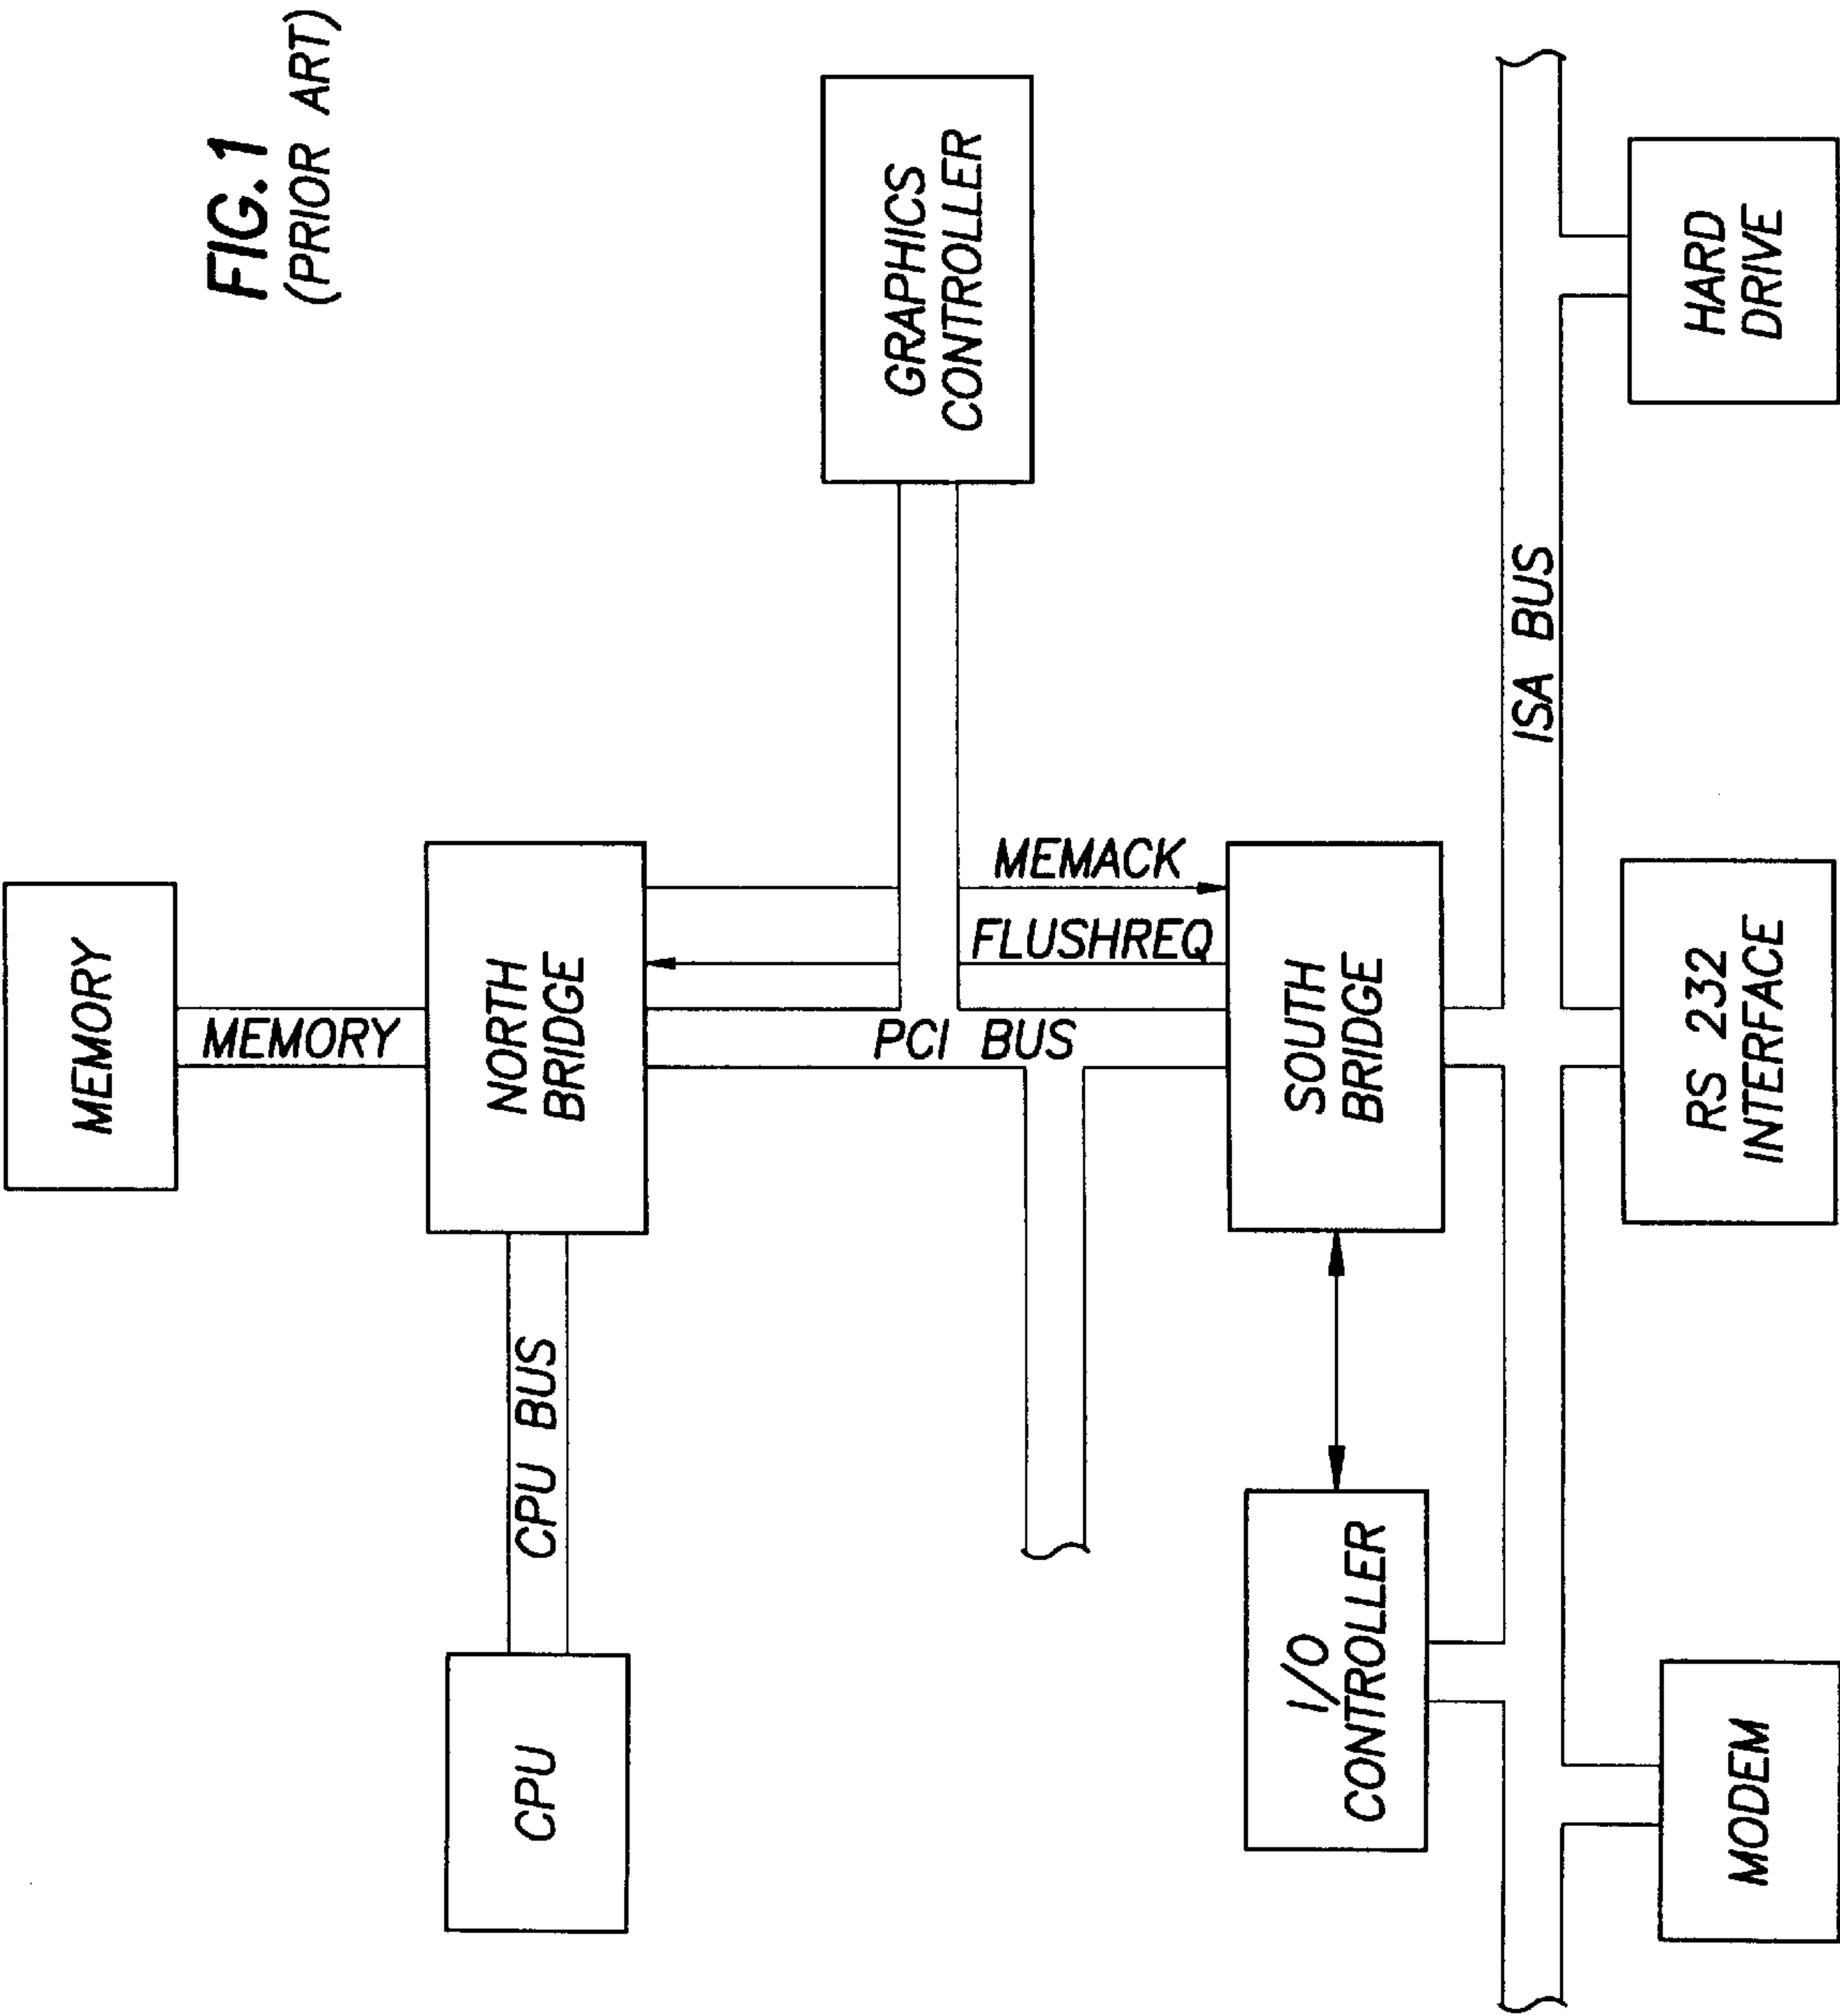 FIG. 1
(PRIOR ART)
MEMORY
MEMORY
CPU
CPU BUS
NORTH
BRIDGE
GRAPHICS
CONTROLLER
MEMACK
FLUSHREQ
PCI BUS
I/O
CONTROLLER
SOUTH
BRIDGE
ISA BUS
MODEM
RS 232
INTERFACE
HARD
DRIVE